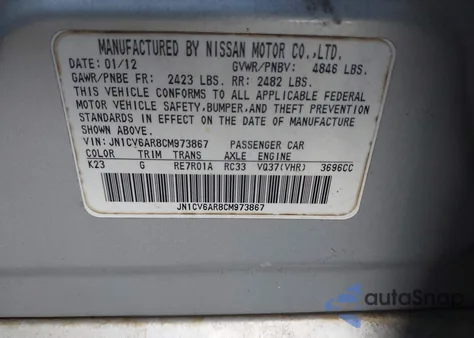 MANUFACTURED BY NISSAN MOTOR CO.,LTD.
DATE: 01/12 GVWR/PNBV: 4846 LBS.
GAWR/PNBE FR: 2423 LBS. RR: 2482 LBS.
THIS VEHICLE CONFORMS TO ALL APPLICABLE FEDERAL
MOTOR VEHICLE SAFETY, BUMPER, AND THEFT PREVENTION
STANDARDS IN EFFECT ON THE DATE OF MANUFACTURE
SHOWN ABOVE.
VIN: JN1CV6AR8CM973867 PASSENGER CAR
COLOR TRIM TRANS AXLE ENGINE
K23 G RE7R01A RC33 VQ37(VHR) 3696CC
JN1CV6AR8CM973867
autoSnap